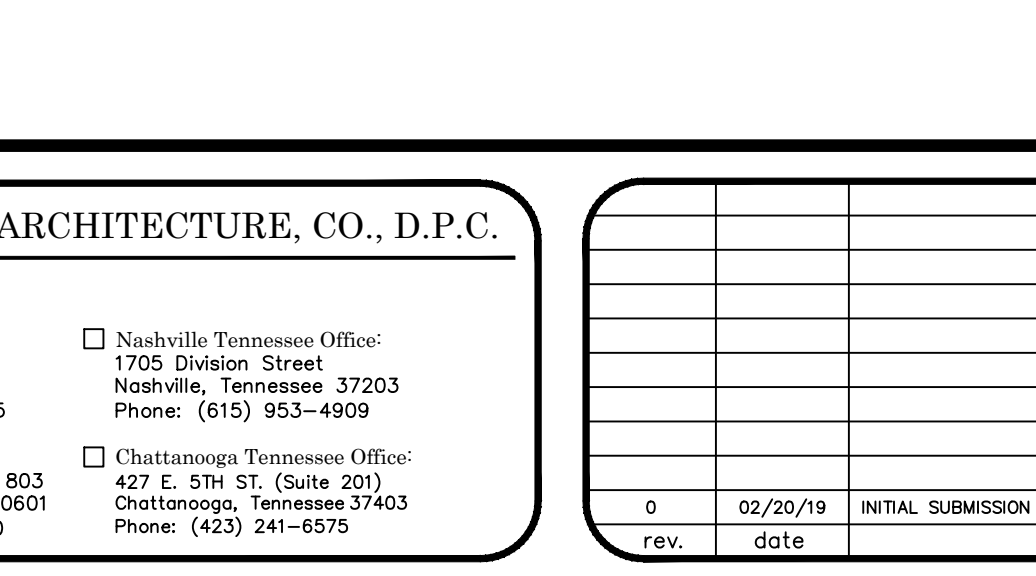 ARCHITECTURE, CO., D.P.C.
Nashville Tennessee Office:
1705 Division Street
Nashville, Tennessee 37203
Phone: (615) 953-4909
Chattanooga Tennessee Office:
803 427 E. 5TH ST. (Suite 201)
0601 Chattanooga, Tennessee 37403
Phone: (423) 241-6575
0 02/20/19 INITIAL SUBMISSION
rev. date